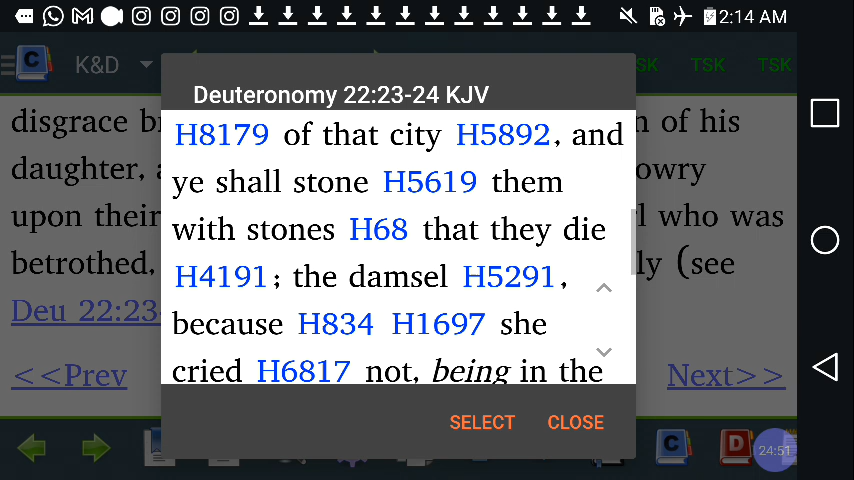 2:14 AM
K&D
SK
TSK
TSK
Deuteronomy 22:23-24 KJV
H8179 of that city H5892, and
ye shall stone H5619 them
with stones H68 that they die
H4191; the damsel H5291,
because H834 H1697 she
cried H6817 not, being in the
SELECT CLOSE
disgrace
n of his
daughter,
owry
upon their
l who was
betrothed,
ly (see
Deu 22:23
<<Prev
Next>>
C
C
D
24:51